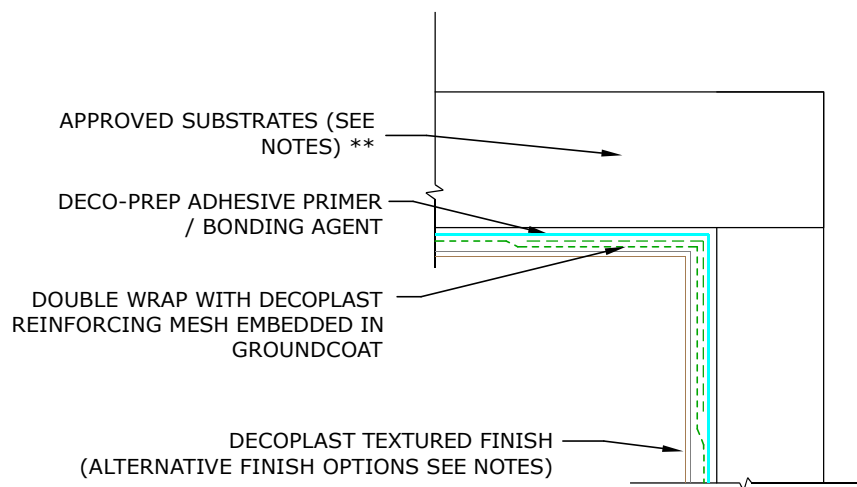 APPROVED SUBSTRATES (SEE
NOTES) **
DECO-PREP ADHESIVE PRIMER
/ BONDING AGENT
DOUBLE WRAP WITH DECOPLAST
REINFORCING MESH EMBEDDED IN
GROUNDCOAT
DECOPLAST TEXTURED FINISH
(ALTERNATIVE FINISH OPTIONS SEE NOTES)